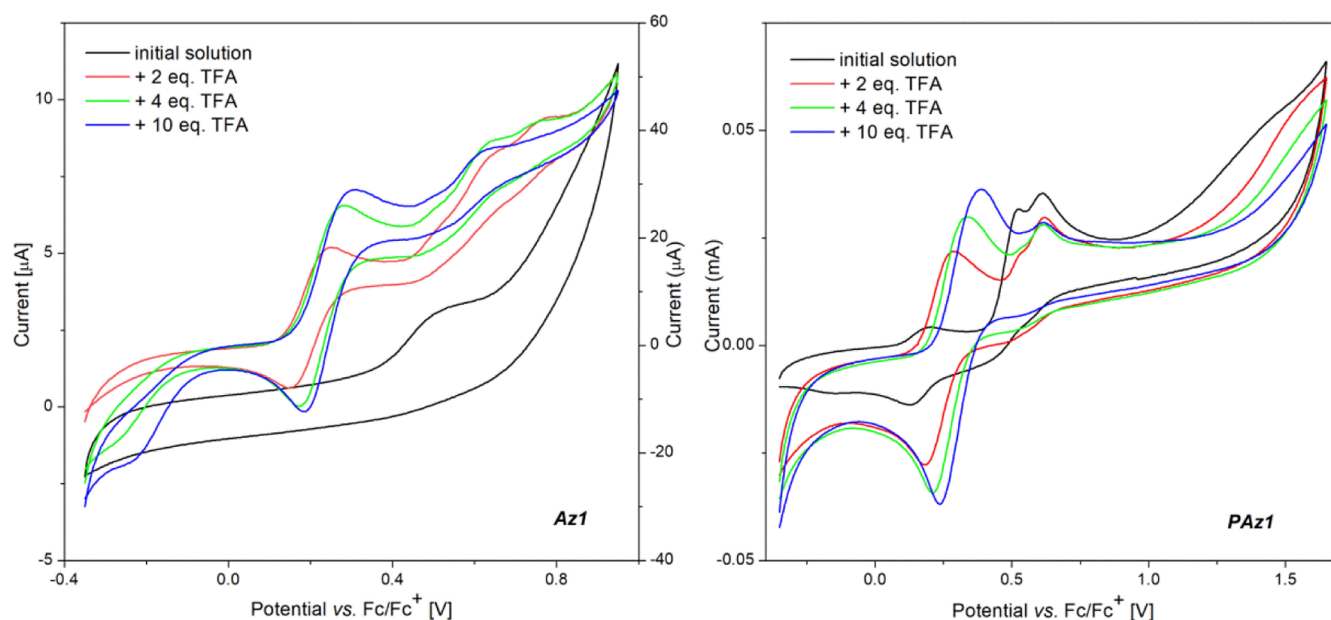 initial solution
+ 2 eq. TFA
+ 4 eq. TFA
+ 10 eq. TFA
10
5
0
-5
Current [µA]
60
40
20
0
-20
-40
Current (µA)
Az1
-0.4
0.0
0.4
0.8
Potential vs. Fc/Fc+ [V]
initial solution
+ 2 eq. TFA
+ 4 eq. TFA
+ 10 eq. TFA
0.05
0.00
-0.05
Current (mA)
PAz1
0.0
0.5
1.0
1.5
Potential vs. Fc/Fc+ [V]